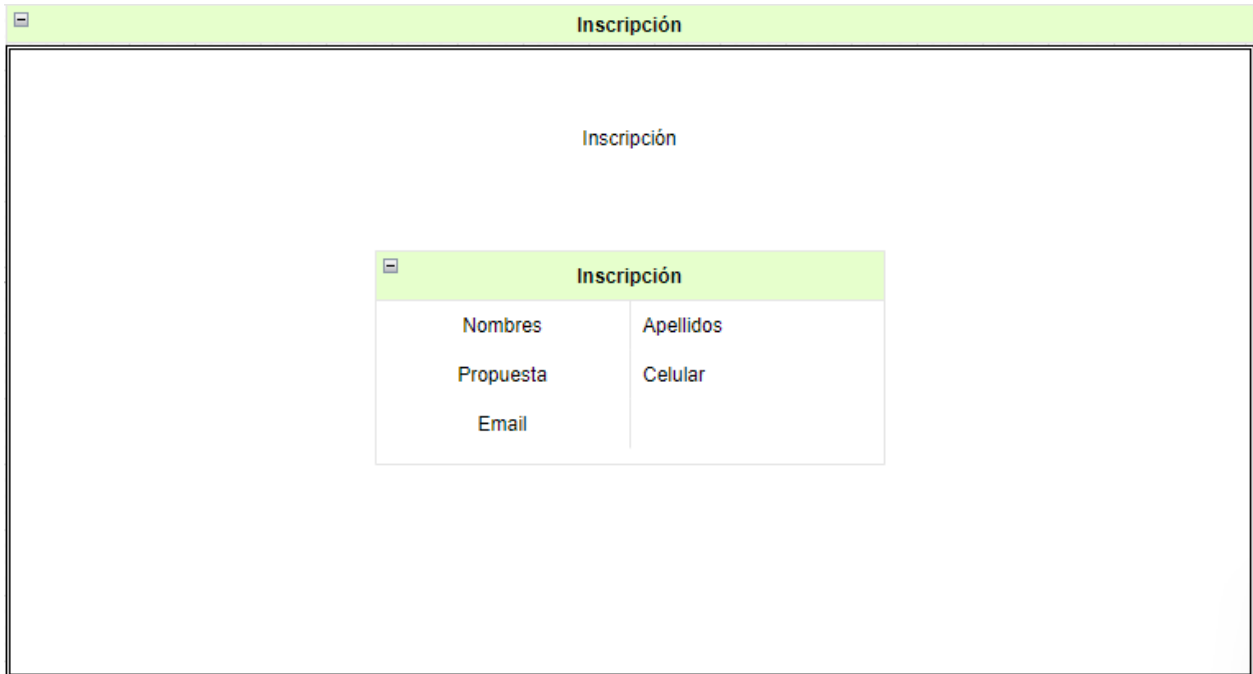 Inscripción
Inscripción
Inscripción
Nombres Apellidos
Propuesta Celular
Email